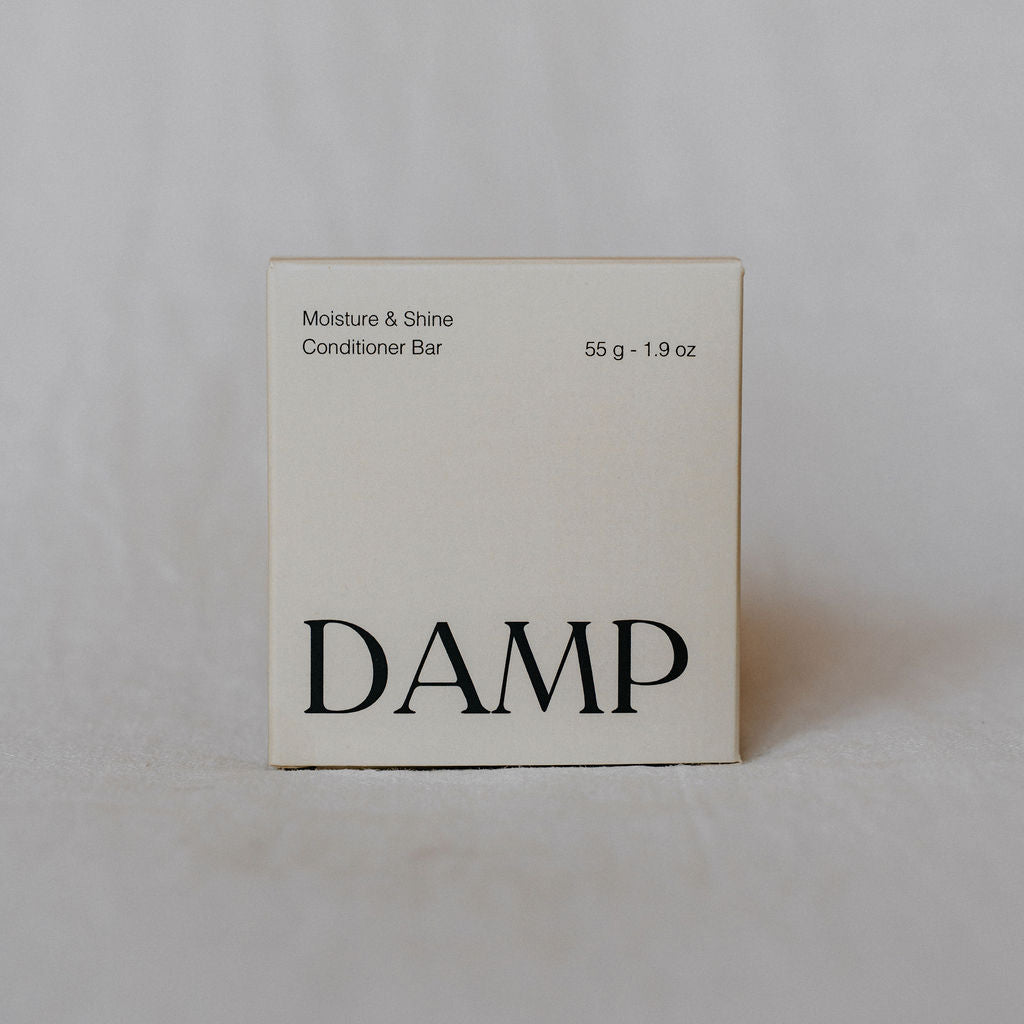 Moisture & Shine
Conditioner Bar
55 g - 1.9 oz
DAMP